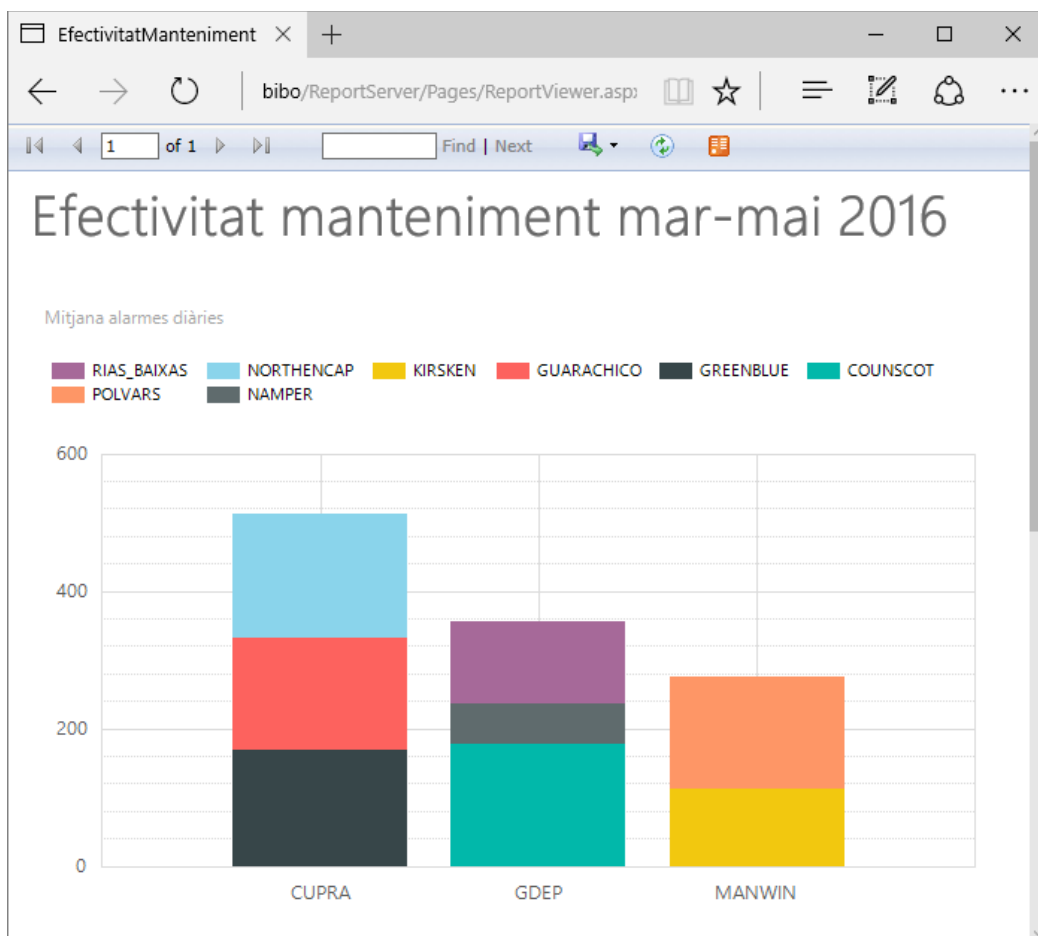 EfectivitatManteniment
bibo/ReportServer/Pages/ReportViewer.asp
1 of 1 Find | Next
Efectivitat manteniment mar-mai 2016
Mitjana alarmes diàries
RIAS_BAIXAS NORTHENCAP KIRSKEN GUARACHICO GREENBLUE COUNSCOT
POLVARS NAMPER
600
400
200
0
CUPRA GDEP MANWIN